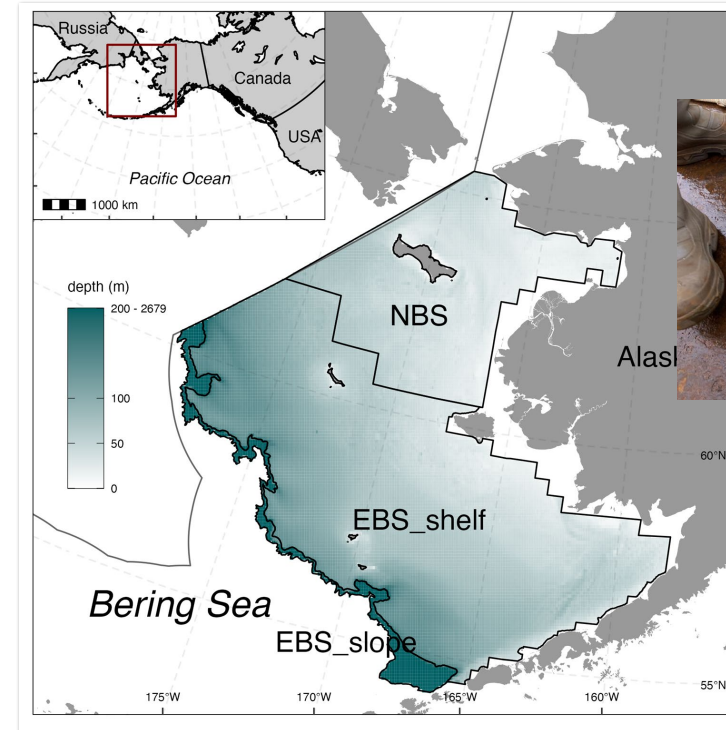 Russia
Canada
USA
Pacific Ocean
1000 km
depth (m)
200 - 2679
100
50
0
NBS
60°N
EBS_shelf
Bering Sea
EBS_slope
55°N
175°W
170°W
165°W
160°W